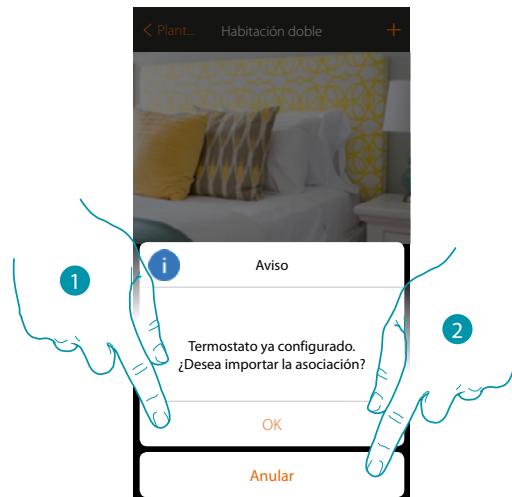 < Plant... Habitación doble +
i Aviso
Termostato ya configurado.
¿Desea importar la asociación?
OK
Anular
1
2